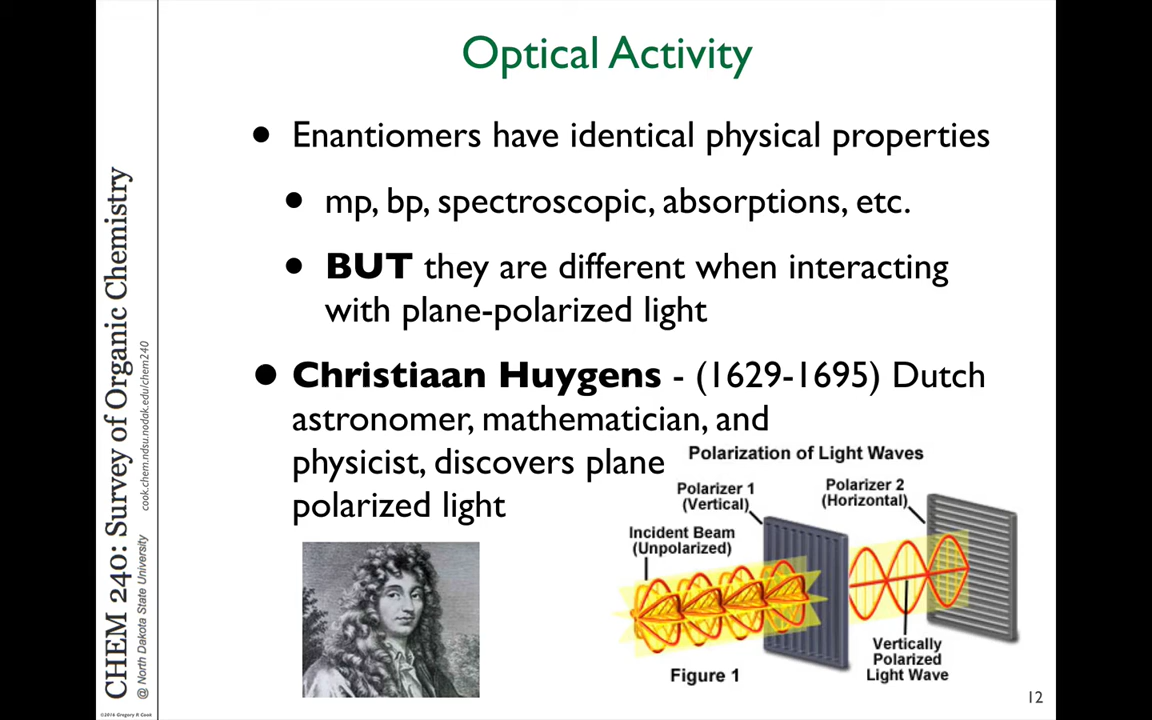 Optical Activity
• Enantiomers have identical physical properties
• mp, bp, spectroscopic, absorptions, etc.
• BUT they are different when interacting
with plane-polarized light
• Christiaan Huygens - (1629-1695) Dutch
astronomer, mathematician, and
physicist, discovers plane
polarized light
Polarization of Light Waves
Polarizer 1
(Vertical)
Polarizer 2
(Horizontal)
Incident Beam
(Unpolarized)
Vertically
Polarized
Light Wave
Figure 1
12
CHEM 240: Survey of Organic Chemistry
@ North Dakota State University cook.chem.ndsu.nodak.edu/chem240
©2016 Gregory R Cook